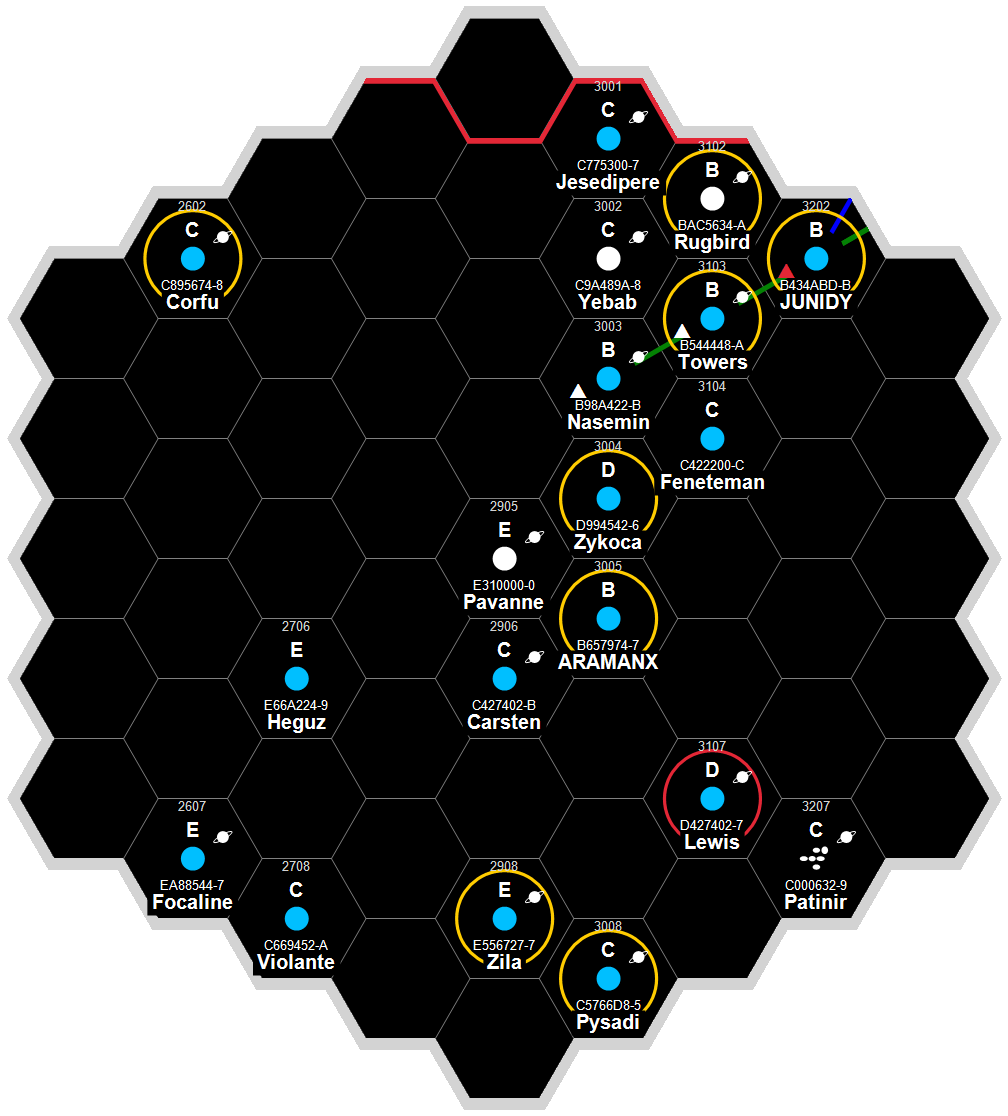 3001
C
C775300-7
Jesedipere
3102
B
BAC5634-A
Rugbird
2602
C
C895674-8
Corfu
3002
C
C9A489A-8
Yebab
3202
B
B434ABD-B
JUNIDY
3103
B
B544448-A
Towers
3003
B
B98A422-B
Nasemin
3104
C
C422200-C
Feneteman
3004
D
D994542-6
Zykoca
2905
E
E310000-0
Pavanne
3005
B
B657974-7
ARAMANX
2706
E
E66A224-9
Heguz
2906
C
C427402-B
Carsten
3107
D
D427402-7
Lewis
2607
E
EA88544-7
Focaline
3207
C
C000632-9
Patinir
2708
C
C669452-A
Violante
2908
E
E556727-7
Zila
3008
C
C5766D8-5
Pysadi